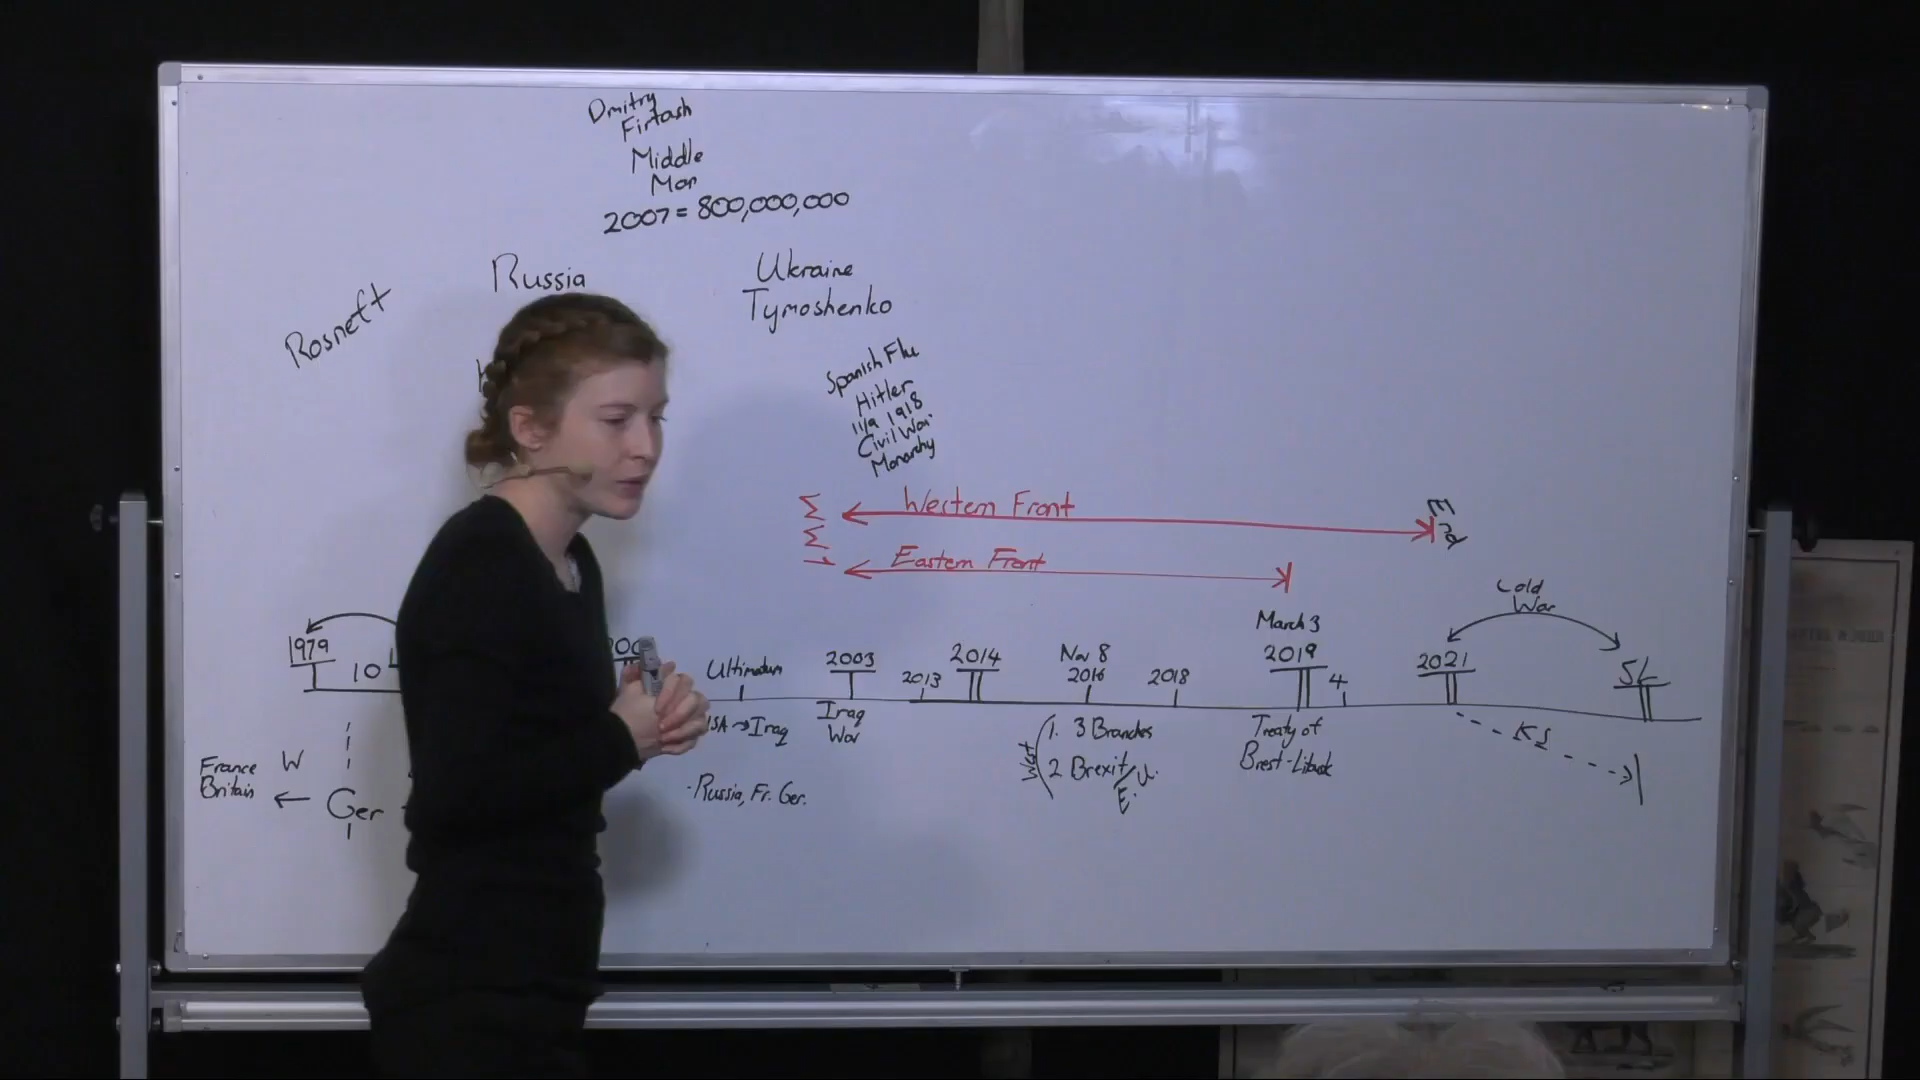 Dmitry
Firtash
Middle
Man
2007 = 800,000,000
Rosneft
Russia
Ukraine
Tymoshenko
Spanish Flu
Hitler
11/9 1918
Civil War
Monarchy
Western Front
Eastern Front
End
Cold
War
1979
10
Ultimatum
2003
2013
2014
Nov 8
2016
2018
March 3
2019
4
2021
SL
→Iraq
Iraq
War
-Russia, Fr. Ger.
West
1. 3 Branches
2 Brexit/
Treaty of
Brest-Litovsk
KS
France W
Britain ← Ger